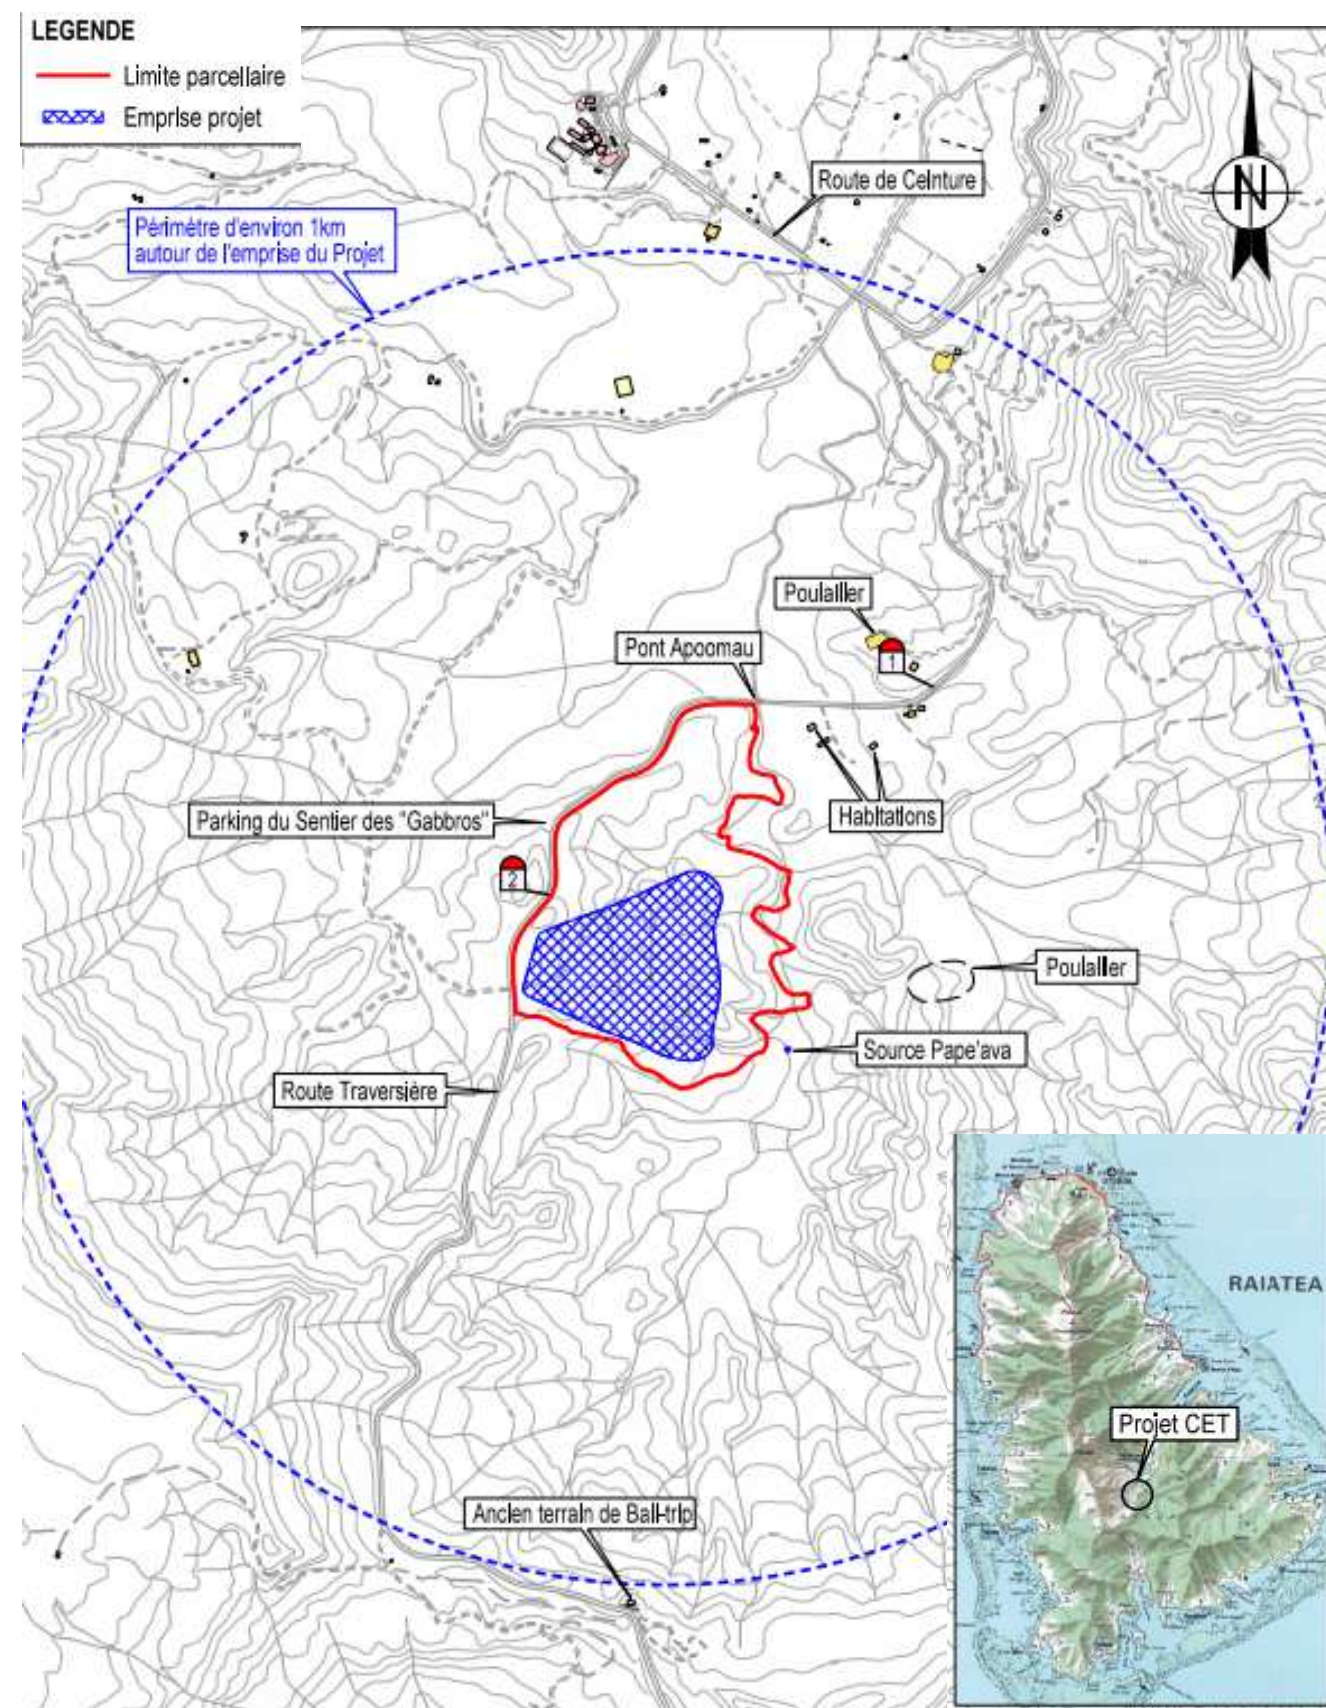 LEGENDE
Limite parcellaire
Emprise projet
Route de Ceinture
N
Périmètre d'environ 1km
autour de l'emprise du Projet
Poulailler
Pont Apoomau
1
Parking du Sentier des "Gabbros"
Habitations
2
Poulailler
Source Pape'ava
Route Traversière
RAIATEA
Projet CET
Ancien terrain de Ball-trip